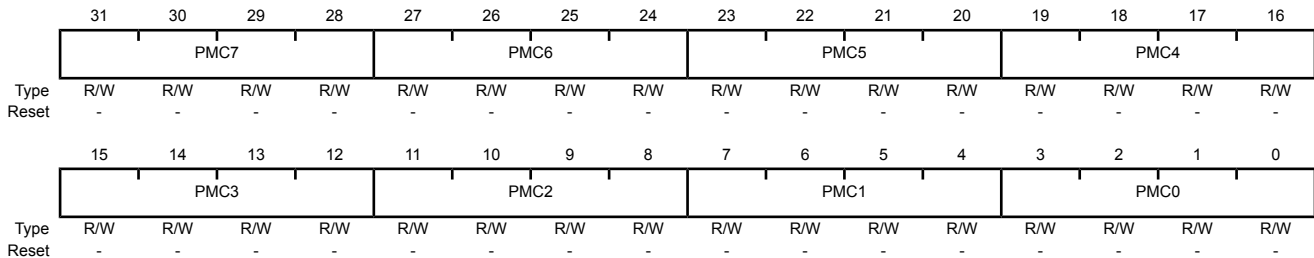 31 30 29 28 27 26 25 24 23 22 21 20 19 18 17 16
PMC7 PMC6 PMC5 PMC4
Type R/W R/W R/W R/W R/W R/W R/W R/W R/W R/W R/W R/W R/W R/W R/W R/W
Reset - - - - - - - - - - - - - - - -
15 14 13 12 11 10 9 8 7 6 5 4 3 2 1 0
PMC3 PMC2 PMC1 PMC0
Type R/W R/W R/W R/W R/W R/W R/W R/W R/W R/W R/W R/W R/W R/W R/W R/W
Reset - - - - - - - - - - - - - - - -